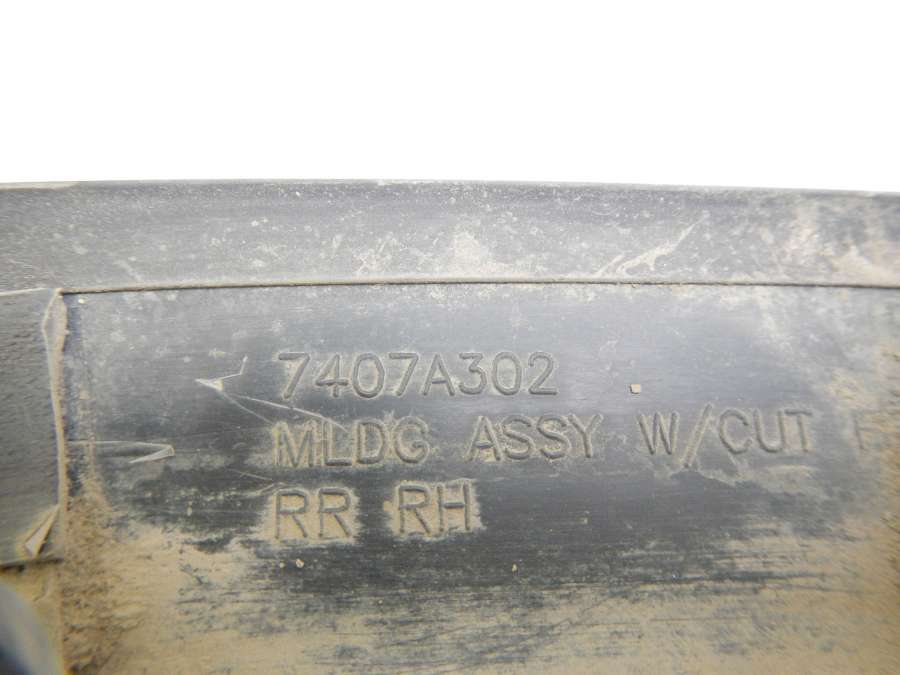 7407A302
MLDG ASSY W/CUT
RR RH